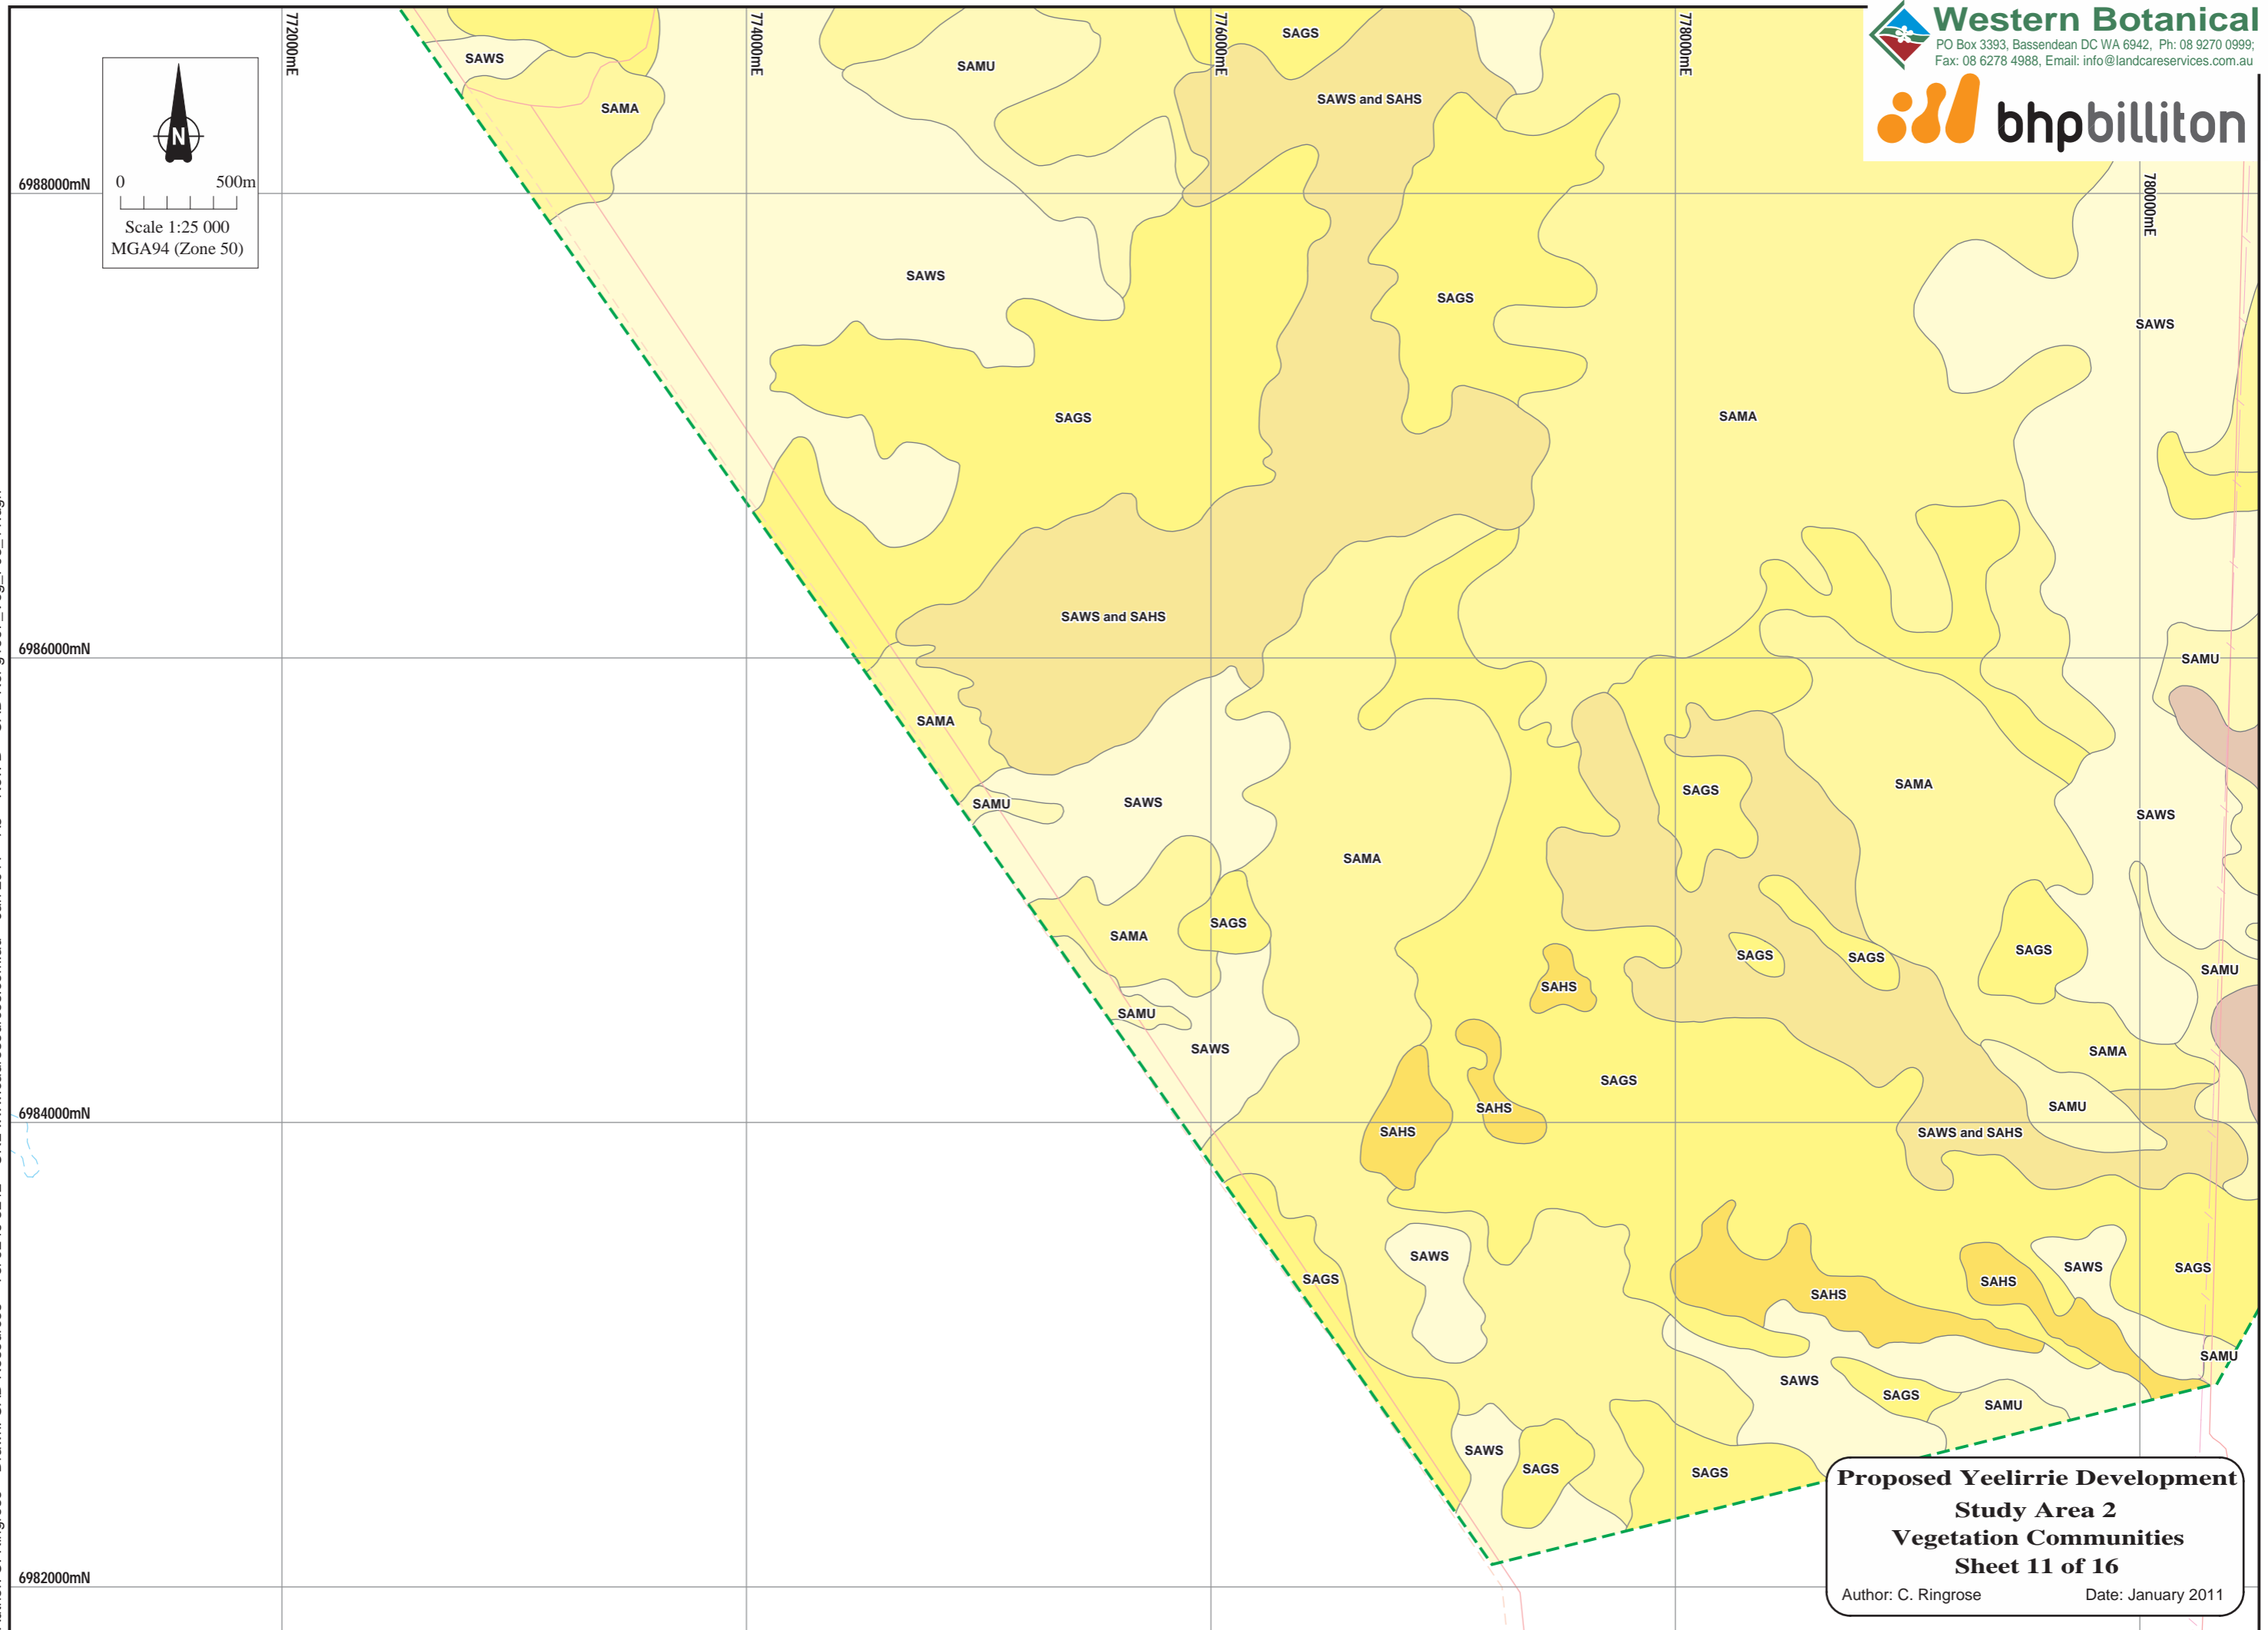 772000mE
774000mE
776000mE
778000mE
780000mE
Western Botanical
PO Box 3393, Bassendean DC WA 6942, Ph: 08 9270 0999;
Fax: 08 6278 4988, Email: info@landcareservices.com.au
bhpbilliton
N
0 500m
Scale 1:25 000
MGA94 (Zone 50)
6988000mN
6986000mN
6984000mN
6982000mN
SAWS
SAMA
SAMU
SAGS
SAWS and SAHS
SAWS
SAGS
SAWS
SAGS
SAMA
SAWS and SAHS
SAMU
SAMA
SAMU
SAWS
SAGS
SAMA
SAWS
SAMA
SAMA
SAGS
SAGS
SAGS
SAGS
SAMU
SAHS
SAMU
SAWS
SAMA
SAGS
SAHS
SAMU
SAHS
SAWS and SAHS
SAWS
SAWS
SAGS
SAGS
SAHS
SAHS
SAMU
SAWS
SAGS
SAMU
SAWS
SAGS
SAGS
Proposed Yeelirrie Development
Study Area 2
Vegetation Communities
Sheet 11 of 16
Author: C. Ringrose Date: January 2011